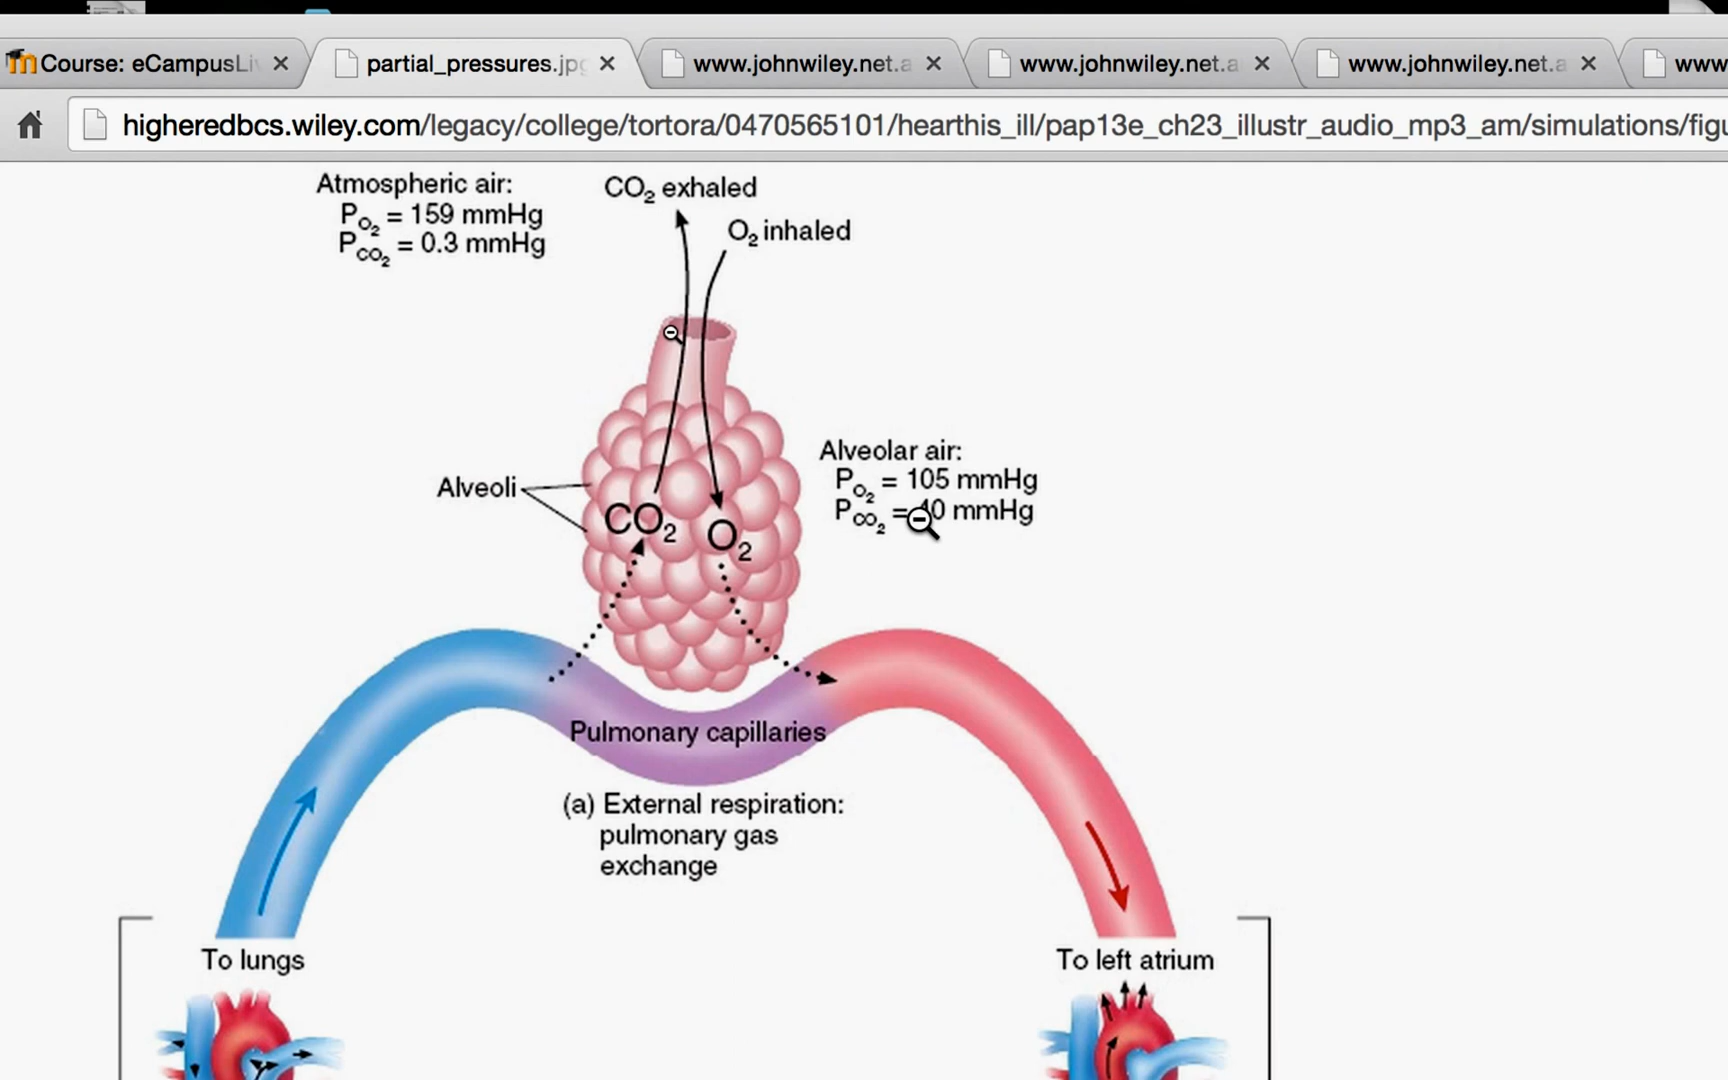 Course: eCampusLi
partial_pressures.jpg
www.johnwiley.net.a
www.johnwiley.net.a
www.johnwiley.net.a
www
higheredbcs.wiley.com/legacy/college/tortora/0470565101/hearthis_ill/pap13e_ch23_illustr_audio_mp3_am/simulations/figu
Atmospheric air:
PO₂ = 159 mmHg
PCO₂ = 0.3 mmHg
CO₂ exhaled
O₂ inhaled
Alveoli
CO₂
O₂
Alveolar air:
PO₂ = 105 mmHg
PCO₂ = 40 mmHg
Pulmonary capillaries
(a) External respiration:
pulmonary gas
exchange
To lungs
To left atrium